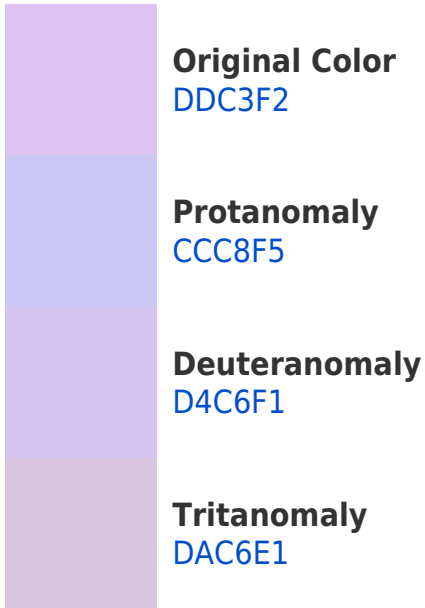 Original Color
DDC3F2
Protanomaly
CCC8F5
Deuteranomaly
D4C6F1
Tritanomaly
DAC6E1